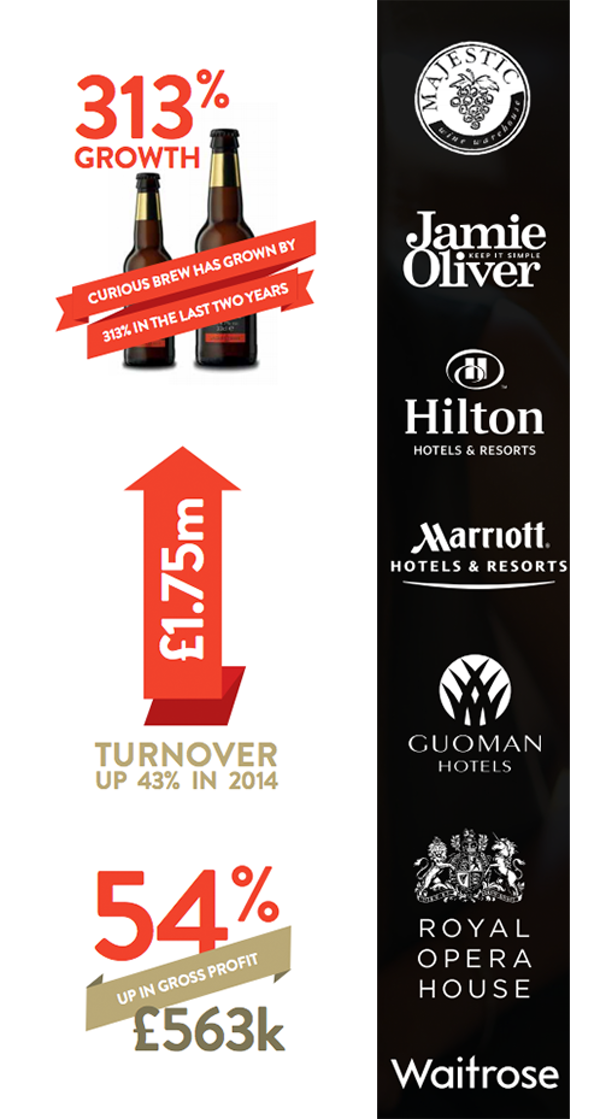 313%
GROWTH
CURIOUS BREW HAS GROWN BY
313% IN THE LAST TWO YEARS
£1.75m
TURNOVER
UP 43% IN 2014
54%
UP IN GROSS PROFIT
£563k
MAJESTIC
wine warehouse
Jamie
KEEP IT SIMPLE
Oliver
H
Hilton
HOTELS & RESORTS
Marriott®
HOTELS & RESORTS
GUOMAN
HOTELS
ROYAL
OPERA
HOUSE
Waitrose